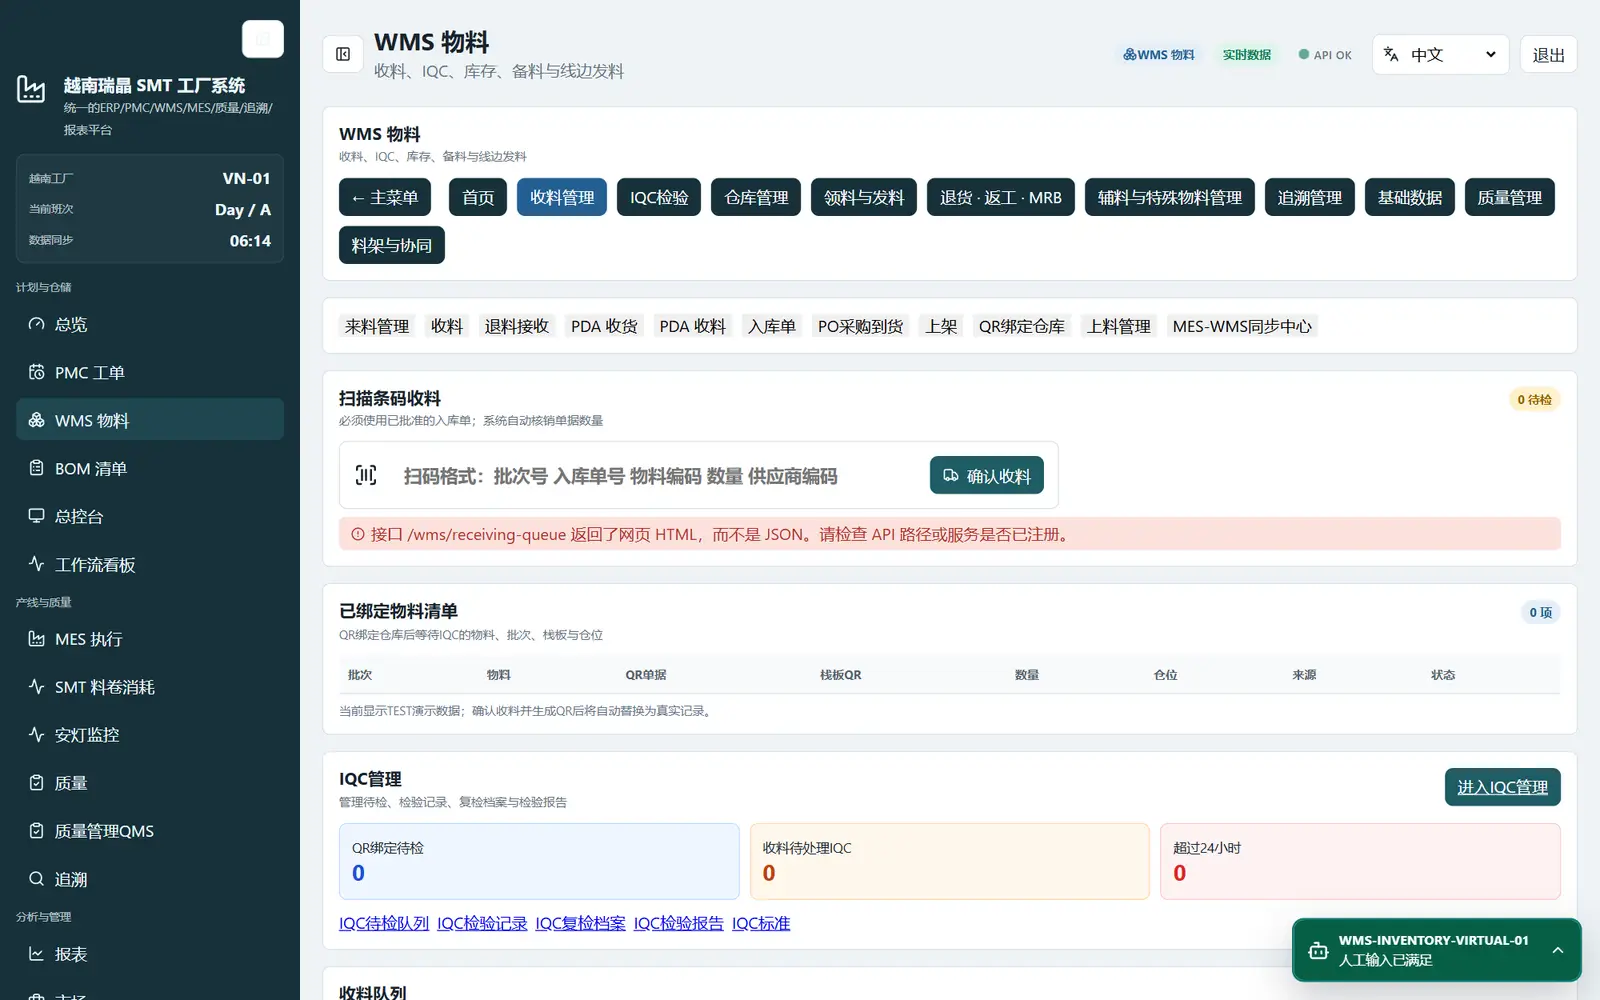 越南瑞晶 SMT 工厂系统
统一的ERP/PMC/WMS/MES/质量/追溯/
报表平台
越南工厂 VN-01
当前班次 Day / A
数据同步 06:14
计划与仓储
总览
PMC 工单
WMS 物料
BOM 清单
总控台
工作流看板
产线与质量
MES 执行
SMT 料卷消耗
安灯监控
质量
质量管理QMS
追溯
分析与管理
报表
WMS 物料
收料、IQC、库存、备料与线边发料
WMS 物料
实时数据
API OK
中文
退出
WMS 物料
收料、IQC、库存、备料与线边发料
← 主菜单 首页 收料管理 IQC检验 仓库管理 领料与发料 退货 · 返工 · MRB 辅料与特殊物料管理 追溯管理 基础数据 质量管理
料架与协同
来料管理 收料 退料接收 PDA 收货 PDA 收料 入库单 PO采购到货 上架 QR绑定仓库 上料管理 MES-WMS同步中心
扫描条码收料
0 待检
必须使用已批准的入库单；系统自动核销单据数量
扫码格式：批次号 入库单号 物料编码 数量 供应商编码
确认收料
接口 /wms/receiving-queue 返回了网页 HTML，而不是 JSON。请检查 API 路径或服务是否已注册。
已绑定物料清单
0 项
QR绑定仓库后等待IQC的物料、批次、栈板与仓位
批次 物料 QR单据 栈板QR 数量 仓位 来源 状态
当前显示TEST演示数据；确认收料并生成QR后将自动替换为真实记录。
IQC管理
管理待检、检验记录、复检档案与检验报告
进入IQC管理
QR绑定待检
0
收料待处理IQC
0
超过24小时
0
IQC待检队列 IQC检验记录 IQC复检档案 IQC检验报告 IQC标准
收料队列
WMS-INVENTORY-VIRTUAL-01
人工输入已满足